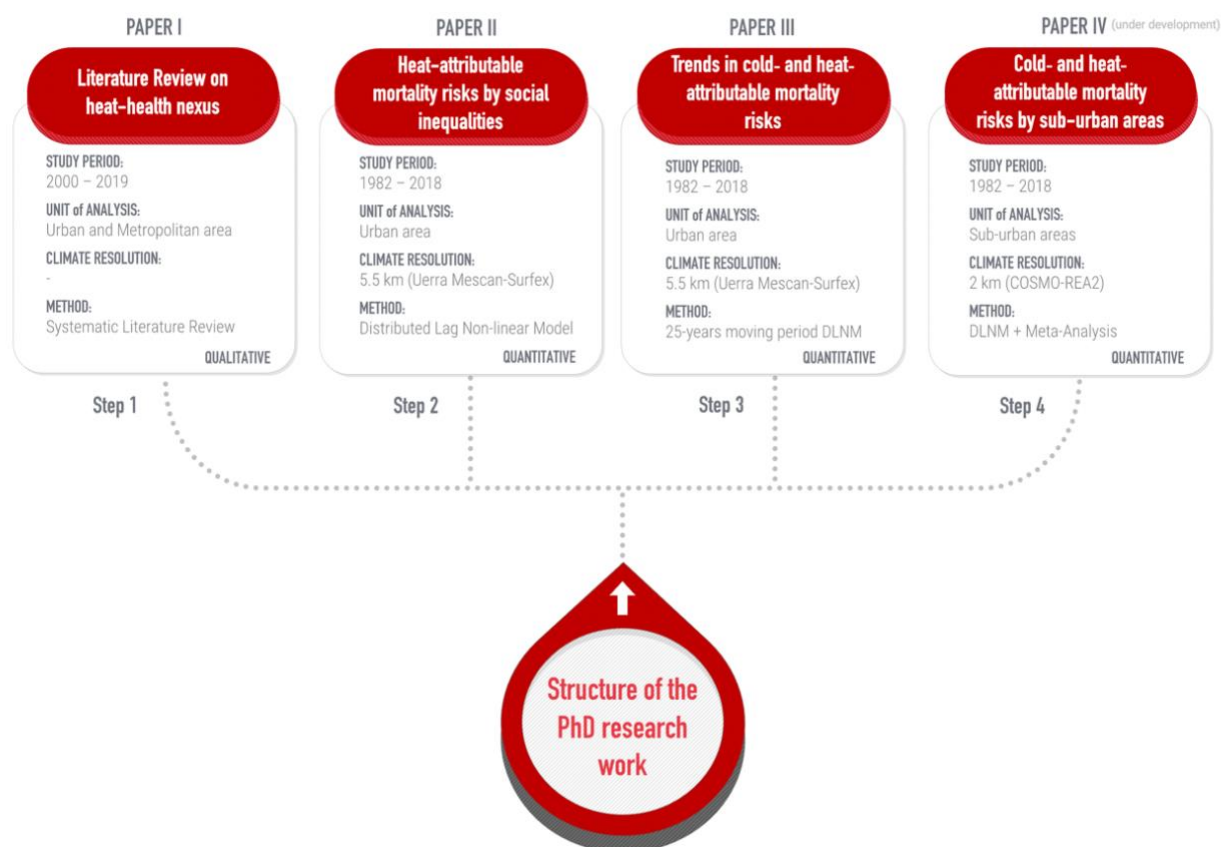 PAPER I
Literature Review on
heat-health nexus
STUDY PERIOD:
2000 – 2019
UNIT of ANALYSIS:
Urban and Metropolitan area
CLIMATE RESOLUTION:
-
METHOD:
Systematic Literature Review
QUALITATIVE
Step 1
PAPER II
Heat-attributable
mortality risks by social
inequalities
STUDY PERIOD:
1982 – 2018
UNIT of ANALYSIS:
Urban area
CLIMATE RESOLUTION:
5.5 km (Uerra Mescan-Surfex)
METHOD:
Distributed Lag Non-linear Model
QUANTITATIVE
Step 2
PAPER III
Trends in cold- and heat-
attributable mortality
risks
STUDY PERIOD:
1982 – 2018
UNIT of ANALYSIS:
Urban area
CLIMATE RESOLUTION:
5.5 km (Uerra Mescan-Surfex)
METHOD:
25-years moving period DLNM
QUANTITATIVE
Step 3
PAPER IV (under development)
Cold- and heat-
attributable mortality
risks by sub-urban areas
STUDY PERIOD:
1982 – 2018
UNIT of ANALYSIS:
Sub-urban areas
CLIMATE RESOLUTION:
2 km (COSMO-REA2)
METHOD:
DLNM + Meta-Analysis
QUANTITATIVE
Step 4
Structure of the
PhD research
work